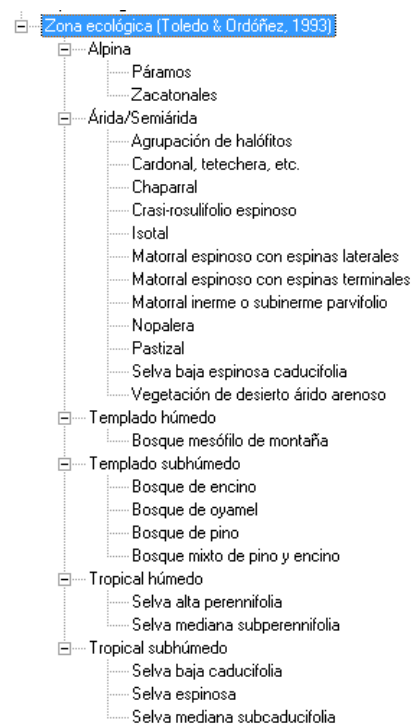 Zona ecológica (Toledo & Ordóñez, 1993)
Alpina
Páramos
Zacatonales
Árida/Semiárida
Agrupación de halófitos
Cardonal, tetechera, etc.
Chaparral
Crasi-rosulifolio espinoso
Isotal
Matorral espinoso con espinas laterales
Matorral espinoso con espinas terminales
Matorral inerme o subinerme parvifolio
Nopalera
Pastizal
Selva baja espinosa caducifolia
Vegetación de desierto árido arenoso
Templado húmedo
Bosque mesófilo de montaña
Templado subhúmedo
Bosque de encino
Bosque de oyamel
Bosque de pino
Bosque mixto de pino y encino
Tropical húmedo
Selva alta perennifolia
Selva mediana subperennifolia
Tropical subhúmedo
Selva baja caducifolia
Selva espinosa
Selva mediana subcaducifolia